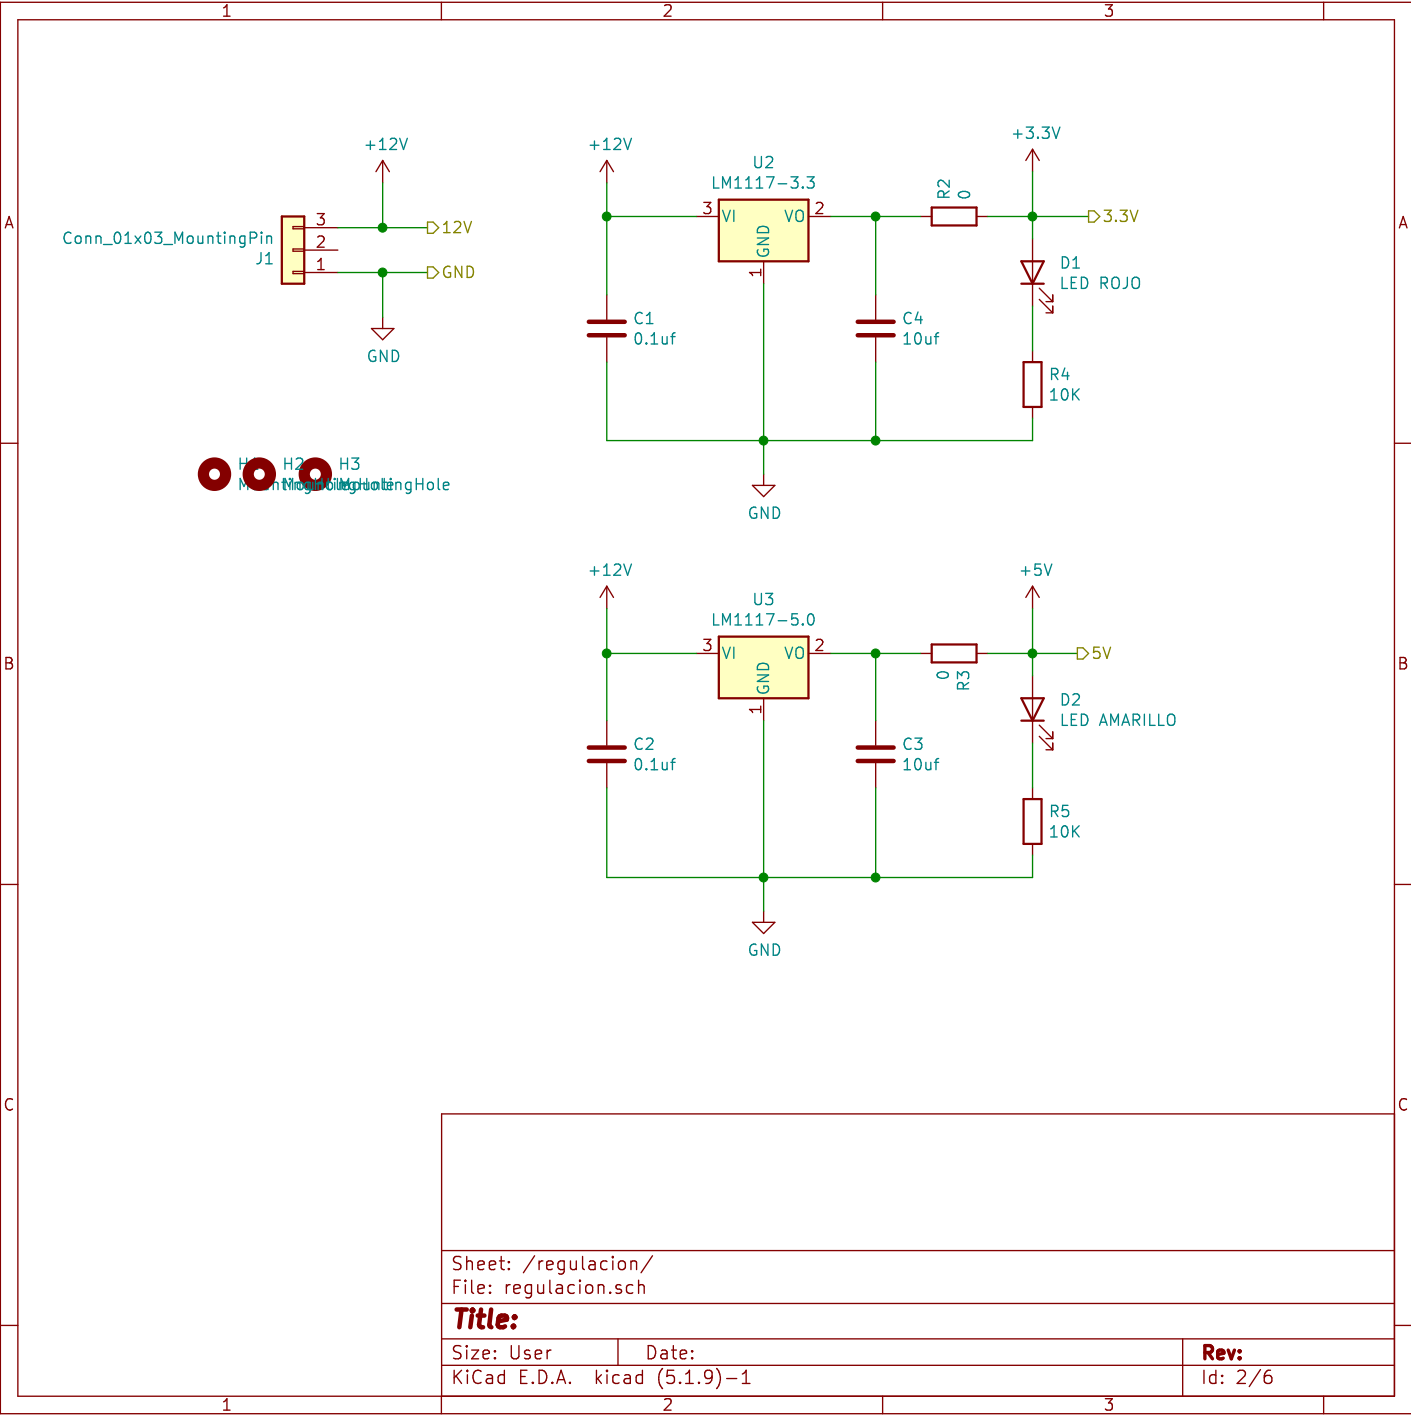 1
2
3
A
A
+12V
3
2
1
Conn_01x03_MountingPin
J1
12V
GND
GND
+12V
U2
LM1117-3.3
3
VI
VO
2
GND
1
R2
0
+3.3V
3.3V
D1
LED ROJO
C1
0.1uf
C4
10uf
R4
10K
GND
H2
H3
MountingHole
+12V
U3
LM1117-5.0
3
VI
VO
2
GND
1
0
R3
+5V
5V
D2
LED AMARILLO
C2
0.1uf
C3
10uf
R5
10K
GND
B
B
C
C
Sheet: /regulacion/
File: regulacion.sch
Title:
Size: User
Date:
Rev:
KiCad E.D.A. kicad (5.1.9)-1
Id: 2/6
1
2
3